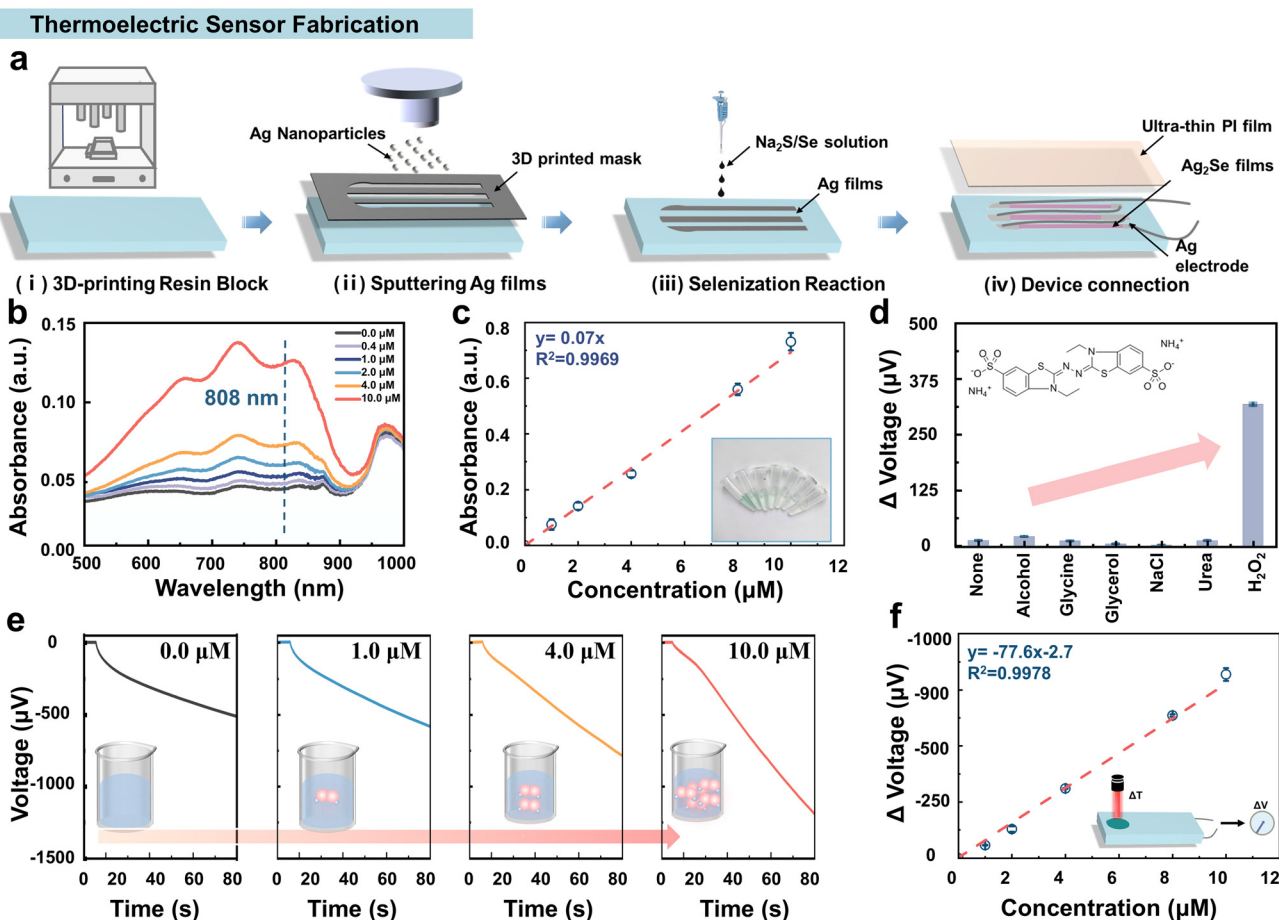 Thermoelectric Sensor Fabrication
a
Ag Nanoparticles
3D printed mask
Na₂S/Se solution
Ag films
Ultra-thin PI film
Ag₂Se films
Ag
electrode
(i) 3D-printing Resin Block
(ii) Sputtering Ag films
(iii) Selenization Reaction
(iv) Device connection
b
Absorbance (a.u.)
0.15
0.10
0.05
0.00
500 600 700 800 900 1000
Wavelength (nm)
808 nm
0.0 μM
0.4 μM
1.0 μM
2.0 μM
4.0 μM
10.0 μM
c
Absorbance (a.u.)
0.8
0.6
0.4
0.2
0.0
0 2 4 6 8 10 12
Concentration (μM)
y= 0.07x
R²=0.9969
d
Δ Voltage (μV)
500
375
250
125
0
None
Alcohol
Glycine
Glycerol
NaCl
Urea
H₂O₂
NH₄⁺
NH₄⁺
O
O
S
⁻O
S
N
N
N
S
N
S
O
O
O⁻
e
Voltage (μV)
0
-500
-1000
-1500
0.0 μM
1.0 μM
4.0 μM
10.0 μM
0 20 40 60 80
0 20 40 60 80
0 20 40 60 80
0 20 40 60 80
Time (s)
Time (s)
Time (s)
Time (s)
f
Δ Voltage (μV)
-1000
-900
-500
-250
0
0 2 4 6 8 10 12
Concentration (μM)
y= -77.6x-2.7
R²=0.9978
ΔT
ΔV